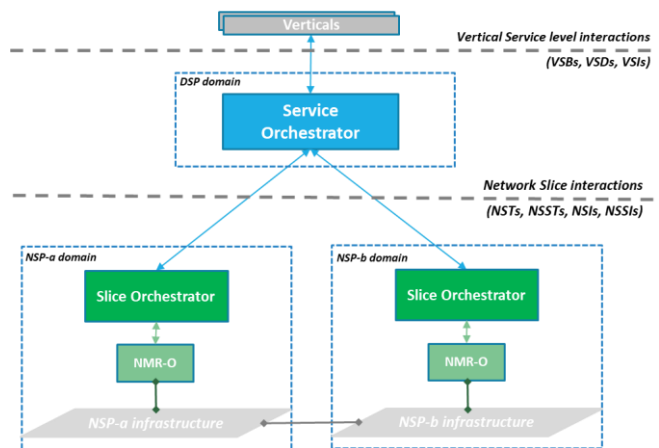 Verticals
Vertical Service level interactions
(VSBs, VSDs, VSIs)
DSP domain
Service
Orchestrator
Network Slice interactions
(NSTs, NSSTs, NSIs, NSSIs)
NSP-a domain
NSP-b domain
Slice Orchestrator
Slice Orchestrator
NMR-O
NMR-O
NSP-a infrastructure
NSP-b infrastructure